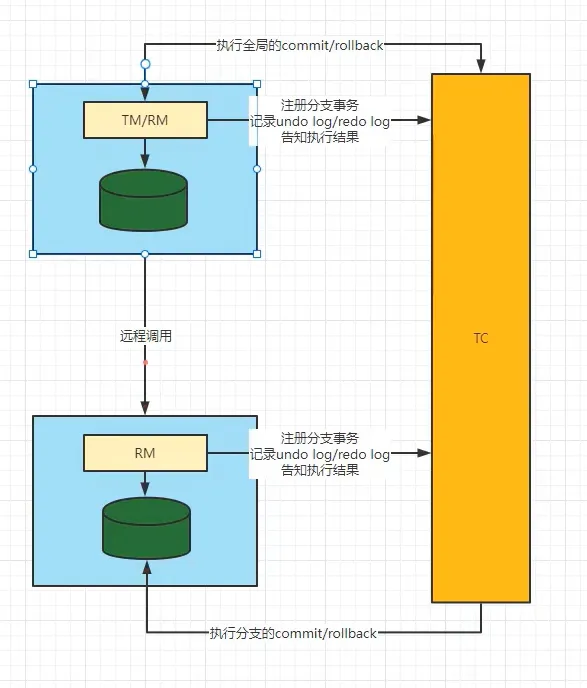 执行全局的commit/rollback
TM/RM
注册分支事务
记录undo log/redo log
告知执行结果
远程调用
TC
RM
注册分支事务
记录undo log/redo log
告知执行结果
执行分支的commit/rollback